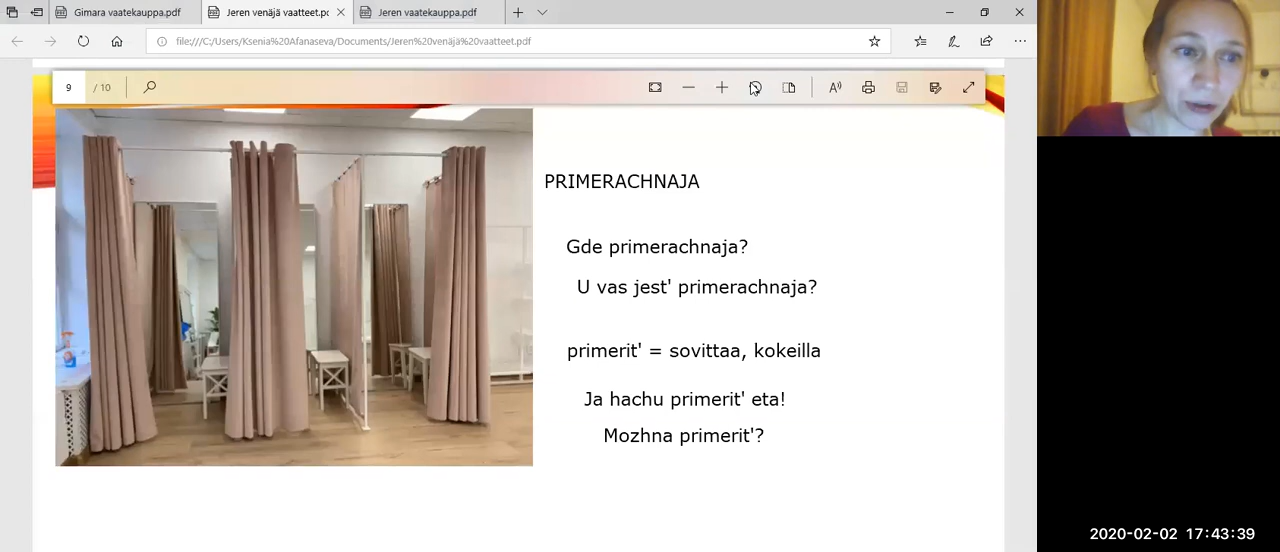 Gimara vaatekauppa.pdf
Jeren venäjä vaatteet.pd
Jeren vaatekauppa.pdf
file:///C:/Users/Ksenia%20Afanaseva/Documents/Jeren%20venäjä%20vaatteet.pdf
9 / 10
PRIMERACHNAJA
Gde primerachnaja?
U vas jest' primerachnaja?
primerit' = sovittaa, kokeilla
Ja hachu primerit' eta!
Mozhna primerit'?
2020-02-02 17:43:39